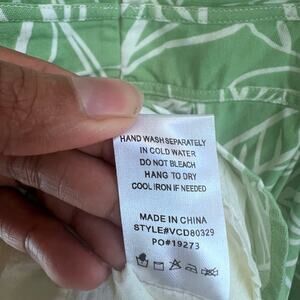 HAND WASH SEPARATELY
IN COLD WATER
DO NOT BLEACH
HANG TO DRY
COOL IRON IF NEEDED
MADE IN CHINA
STYLE#VCD80329
PO#19273